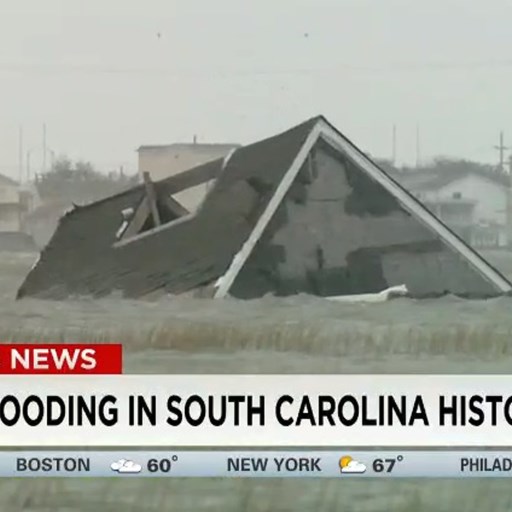 NEWS
OODING IN SOUTH CAROLINA HISTO
BOSTON 60° NEW YORK 67° PHILAD